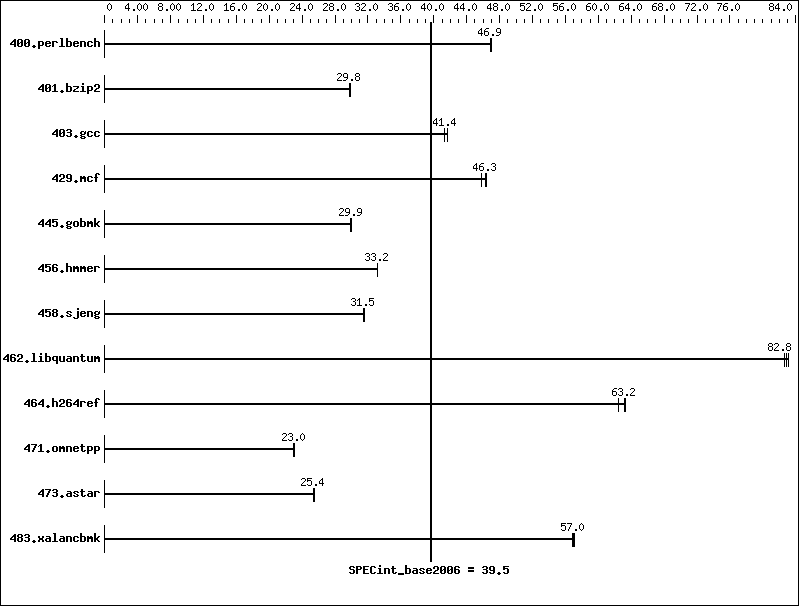 0 4.00 8.00 12.0 16.0 20.0 24.0 28.0 32.0 36.0 40.0 44.0 48.0 52.0 56.0 60.0 64.0 68.0 72.0 76.0 84.0
400.perlbench 46.9
401.bzip2 29.8
403.gcc 41.4
429.mcf 46.3
445.gobmk 29.9
456.hmmer 33.2
458.sjeng 31.5
462.libquantum 82.8
464.h264ref 63.2
471.omnetpp 23.0
473.astar 25.4
483.xalancbmk 57.0
SPECint_base2006 = 39.5